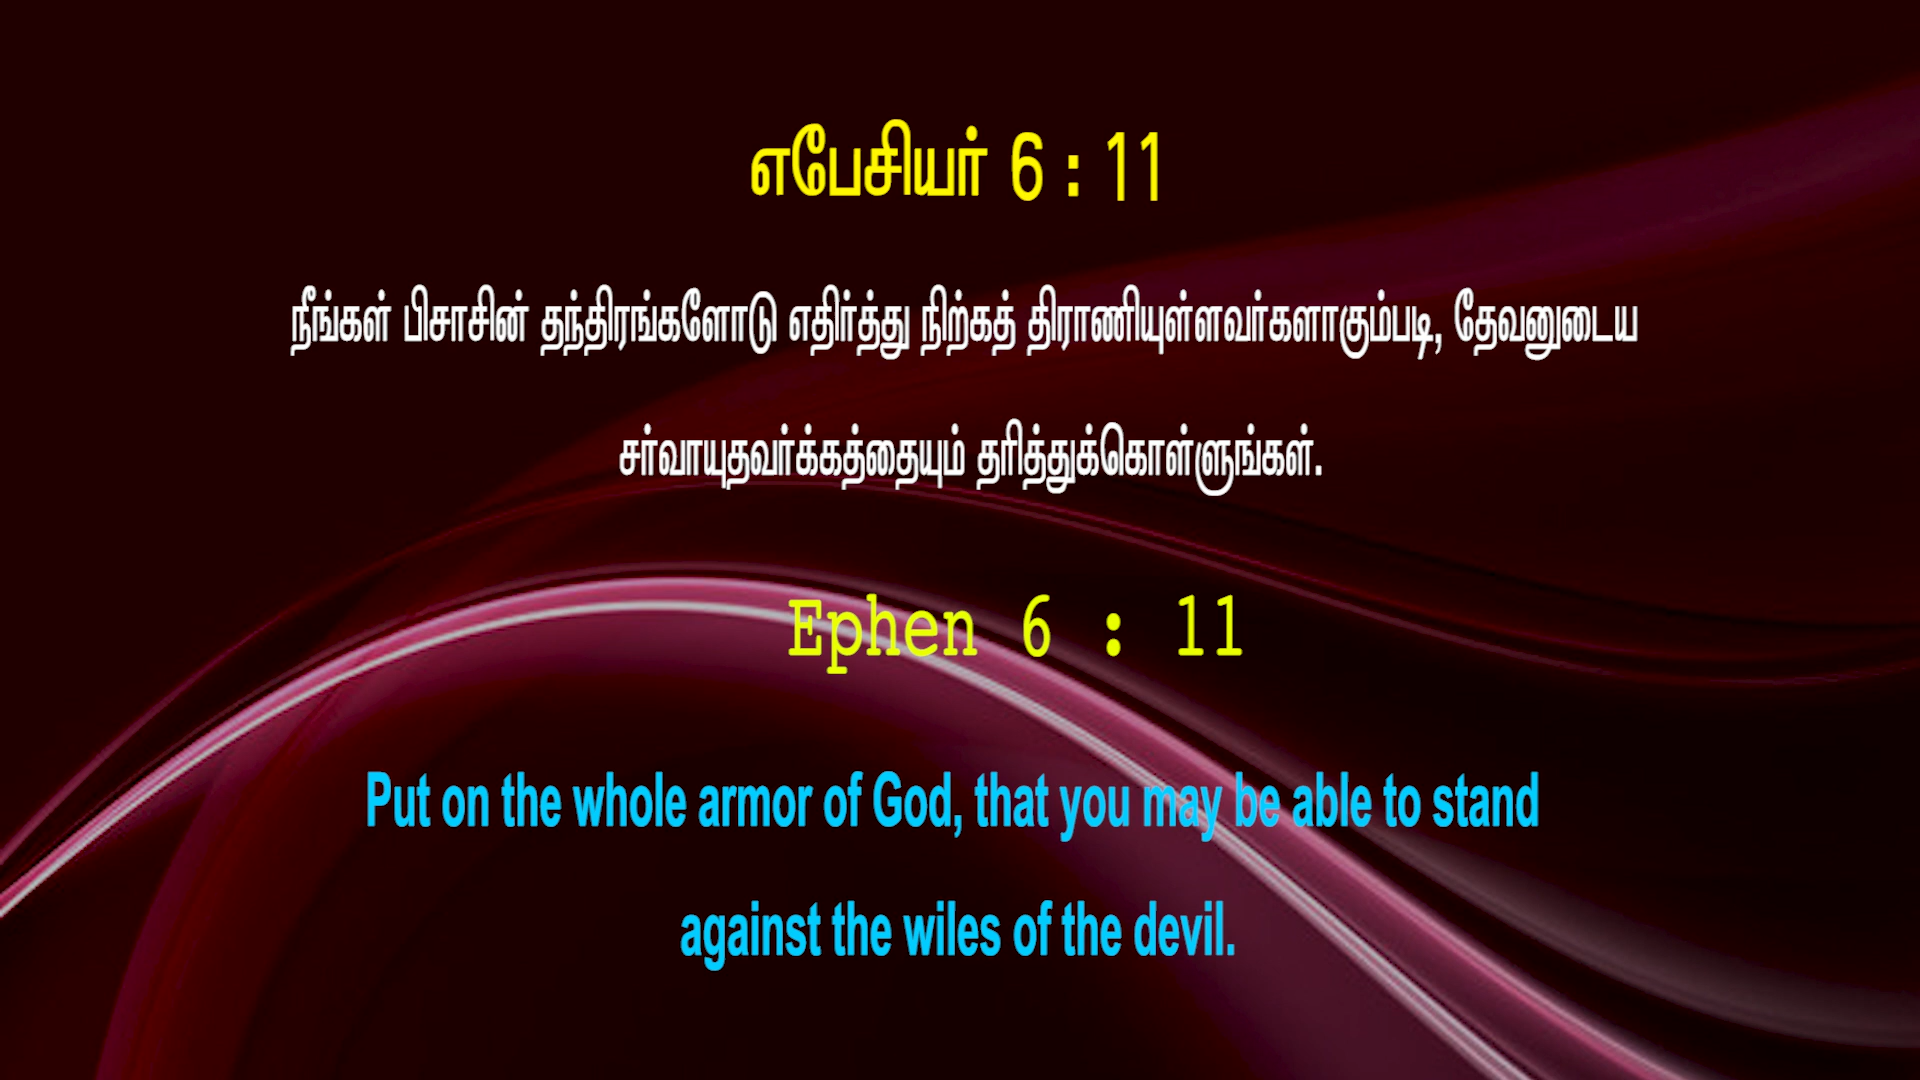 எபேசியர் 6 : 11
நீங்கள் பிசாசின் தந்திரங்களோடு எதிர்த்து நிற்கத் திராணியுள்ளவர்களாகும்படி, தேவனுடைய
சர்வாயுதவர்க்கத்தையும் தரித்துக்கொள்ளுங்கள்.
Ephen 6 : 11
Put on the whole armor of God, that you may be able to stand
against the wiles of the devil.